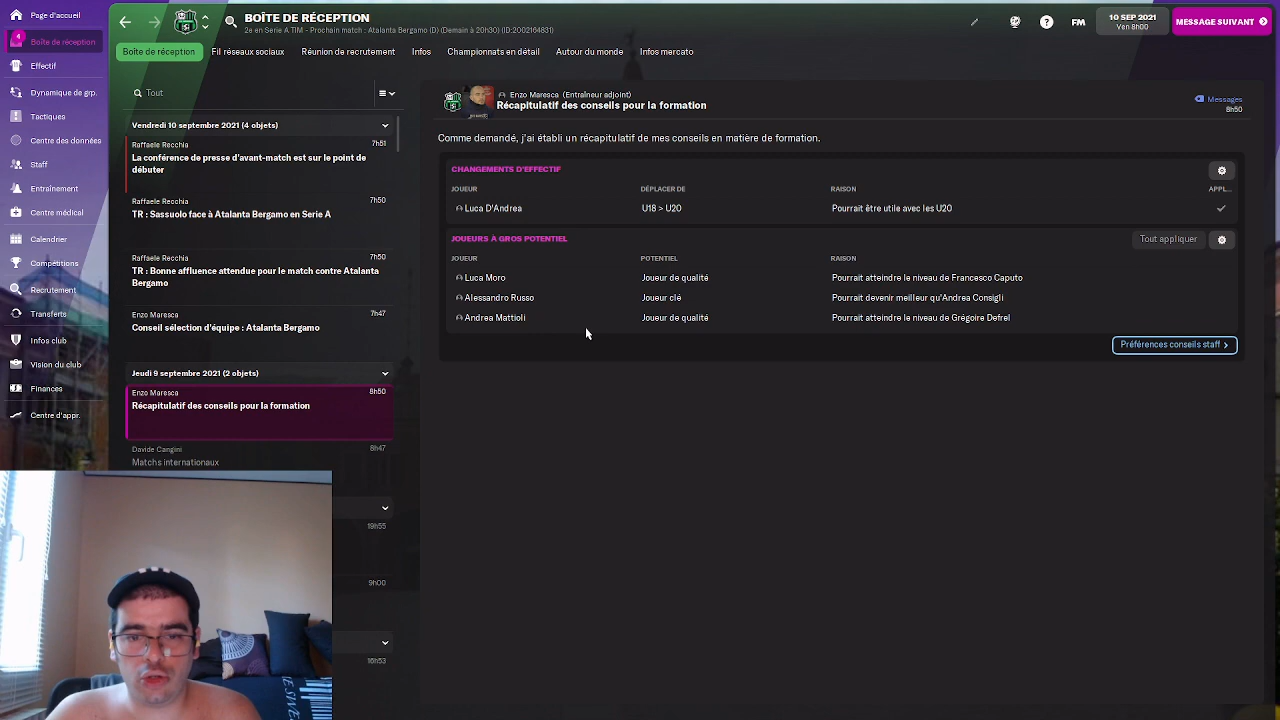 Page d'accueil
4
Boîte de réception
Effectif
Dynamique de grp.
Tactiques
Centre des données
Staff
Entraînement
Centre médical
Calendrier
Compétitions
Recrutement
Transferts
Infos club
Vision du club
Finances
Centre d'appr.
BOÎTE DE RÉCEPTION
2e en Serie A TIM - Prochain match : Atalanta Bergamo (D) (Demain à 20h30) (ID:2002164831)
FM
10 SEP 2021
Ven 8h00
MESSAGE SUIVANT
Boîte de réception
Fil réseaux sociaux
Réunion de recrutement
Infos
Championnats en détail
Autour du monde
Infos mercato
Tout
Vendredi 10 septembre 2021 (4 objets)
Raffaele Recchia
7h51
La conférence de presse d'avant-match est sur le point de
débuter
Raffaele Recchia
7h50
TR : Sassuolo face à Atalanta Bergamo en Serie A
Raffaele Recchia
7h50
TR : Bonne affluence attendue pour le match contre Atalanta
Bergamo
Enzo Maresca
7h47
Conseil sélection d'équipe : Atalanta Bergamo
Jeudi 9 septembre 2021 (2 objets)
Enzo Maresca
8h50
Récapitulatif des conseils pour la formation
Davide Cangini
8h47
Matchs internationaux
19h55
9h00
16h53
Enzo Maresca (Entraîneur adjoint)
Récapitulatif des conseils pour la formation
Messages
8h50
Comme demandé, j'ai établi un récapitulatif de mes conseils en matière de formation.
CHANGEMENTS D'EFFECTIF
JOUEUR
DÉPLACER DE
RAISON
APPL...
Luca D'Andrea
U18 > U20
Pourrait être utile avec les U20
JOUEURS À GROS POTENTIEL
Tout appliquer
JOUEUR
POTENTIEL
RAISON
Luca Moro
Joueur de qualité
Pourrait atteindre le niveau de Francesco Caputo
Alessandro Russo
Joueur clé
Pourrait devenir meilleur qu'Andrea Consigli
Andrea Mattioli
Joueur de qualité
Pourrait atteindre le niveau de Grégoire Defrel
Préférences conseils staff >